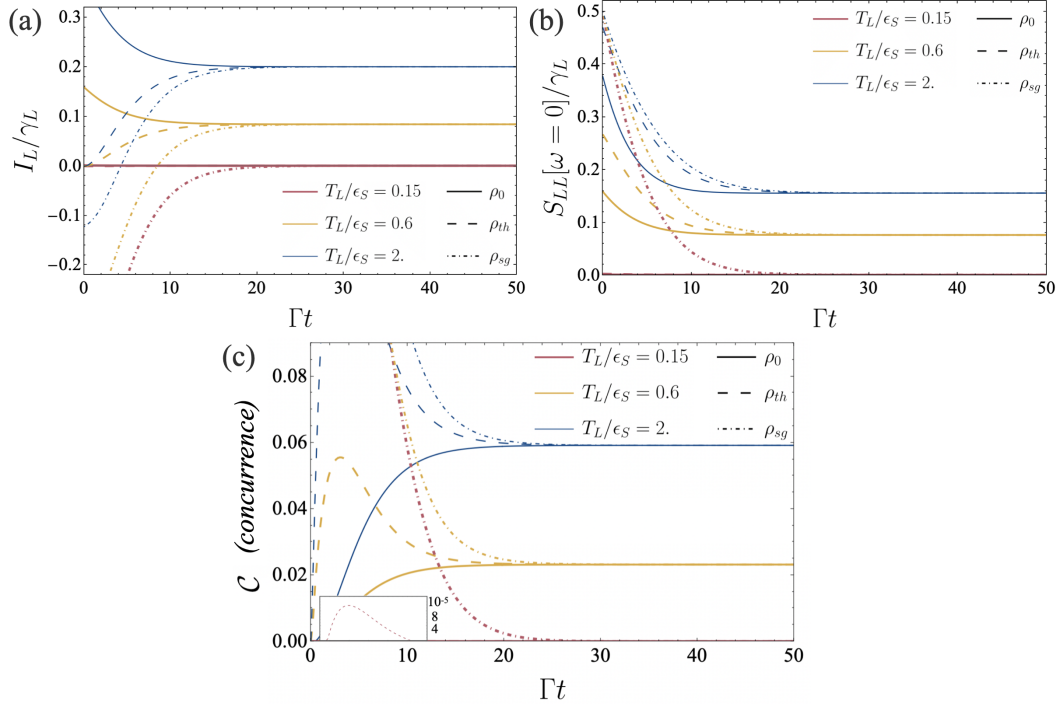 (a)
0.3
0.2
0.1
0.0
−0.1
−0.2
I_L/γ_L
T_L/ϵ_S = 0.15
ρ_0
T_L/ϵ_S = 0.6
ρ_th
T_L/ϵ_S = 2.
ρ_sg
0 10 20 30 40 50
Γt
(b)
0.5
0.4
0.3
0.2
0.1
0.0
S_LL[ω = 0]/γ_L
T_L/ϵ_S = 0.15
ρ_0
T_L/ϵ_S = 0.6
ρ_th
T_L/ϵ_S = 2.
ρ_sg
0 10 20 30 40 50
Γt
(c)
0.08
0.06
0.04
0.02
0.00
C (concurrence)
T_L/ϵ_S = 0.15
ρ_0
T_L/ϵ_S = 0.6
ρ_th
T_L/ϵ_S = 2.
ρ_sg
10^-5
8
4
0 10 20 30 40 50
Γt